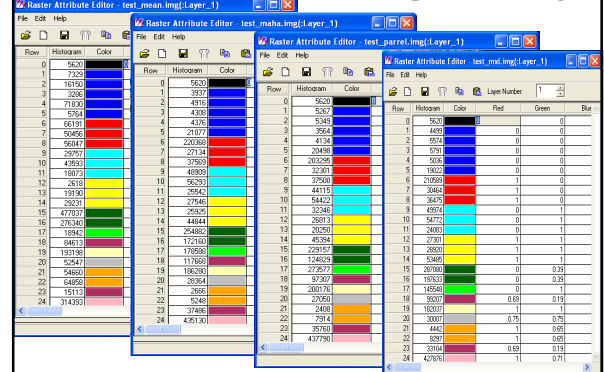 Raster Attribute Editor - test_mean.img(:Layer_1)
File Edit Help
Row Histogram Color
0 5620 0
1 7329
2 16150
3 3286
4 71830
5 5764
6 66191
7 50456
8 56047
9 29757
10 43593
11 18073
12 2618
13 19190
14 29231
15 477037
16 276340
17 18942
18 84613
19 193198
20 52547
21 54660
22 64858
23 15113
24 314393
Raster Attribute Editor - test_maha.img(:Layer_1)
File Edit Help
Row Histogram Color
0 5620 0
1 3937
2 4916
3 4308
4 4376
5 21077
6 220368
7 27134
8 37569
9 48909
10 56293
11 25542
12 27546
13 25925
14 44844
15 254882
16 172160
17 178588
18 117668
19 186280
20 28364
21 2666
22 5248
23 37486
24 435130
Raster Attribute Editor - test_parrel.img(:Layer_1)
File Edit Help
Row Histogram Color
0 5620 0
1 5267
2 5349
3 3564
4 4134
5 20498
6 203295
7 32301
8 37500
9 44115
10 54422
11 32346
12 26813
13 20250
14 45394
15 229157
16 124829
17 273577
18 97307
19 200176
20 27050
21 2408
22 7914
23 35760
24 437790
Raster Attribute Editor - test_mxl.img(:Layer_1)
File Edit Help
Layer Number: 1
Row Histogram Color Red Green Blue
0 5620 0 0
1 4499 0 0
2 5574 0 0
3 5791 0 0
4 5036 0 0
5 19022 0 0
6 210589 1 0
7 30464 1 0
8 36475 1 0
9 49974 0 1
10 54772 0 1
11 24083 0 1
12 27301 1 1
13 28920 1 1
14 53485 1 1
15 287080 0 0.39
16 197633 0 0.39
17 145548 0 1
18 99207 0.69 0.19
19 182037 1 1
20 30007 0.75 0.75
21 4442 1 0.65
22 8297 1 0.65
23 33104 0.69 0.19
24 427876 1 0.71